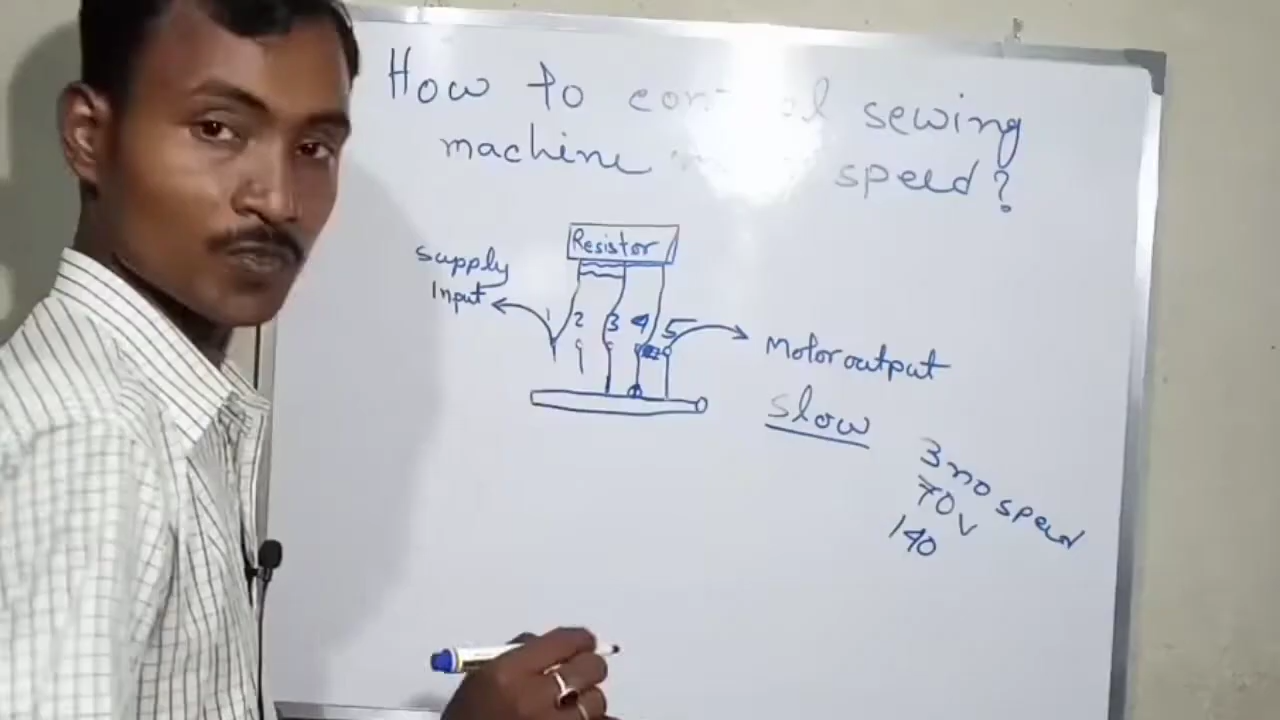 How to control sewing
machine speed?
Resistor
supply
Input
1 2 3 4 5
Motor output
slow
3 no speed
70 v
140